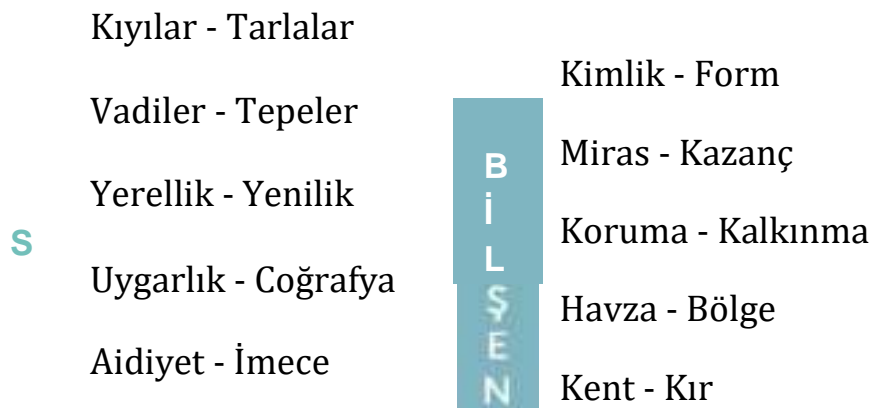 Kıyılar - Tarlalar
Vadiler - Tepeler
Yerellik - Yenilik
S
Uygarlık - Coğrafya
Aidiyet - İmece
B
İ
L
Ş
E
N
Kimlik - Form
Miras - Kazanç
Koruma - Kalkınma
Havza - Bölge
Kent - Kır